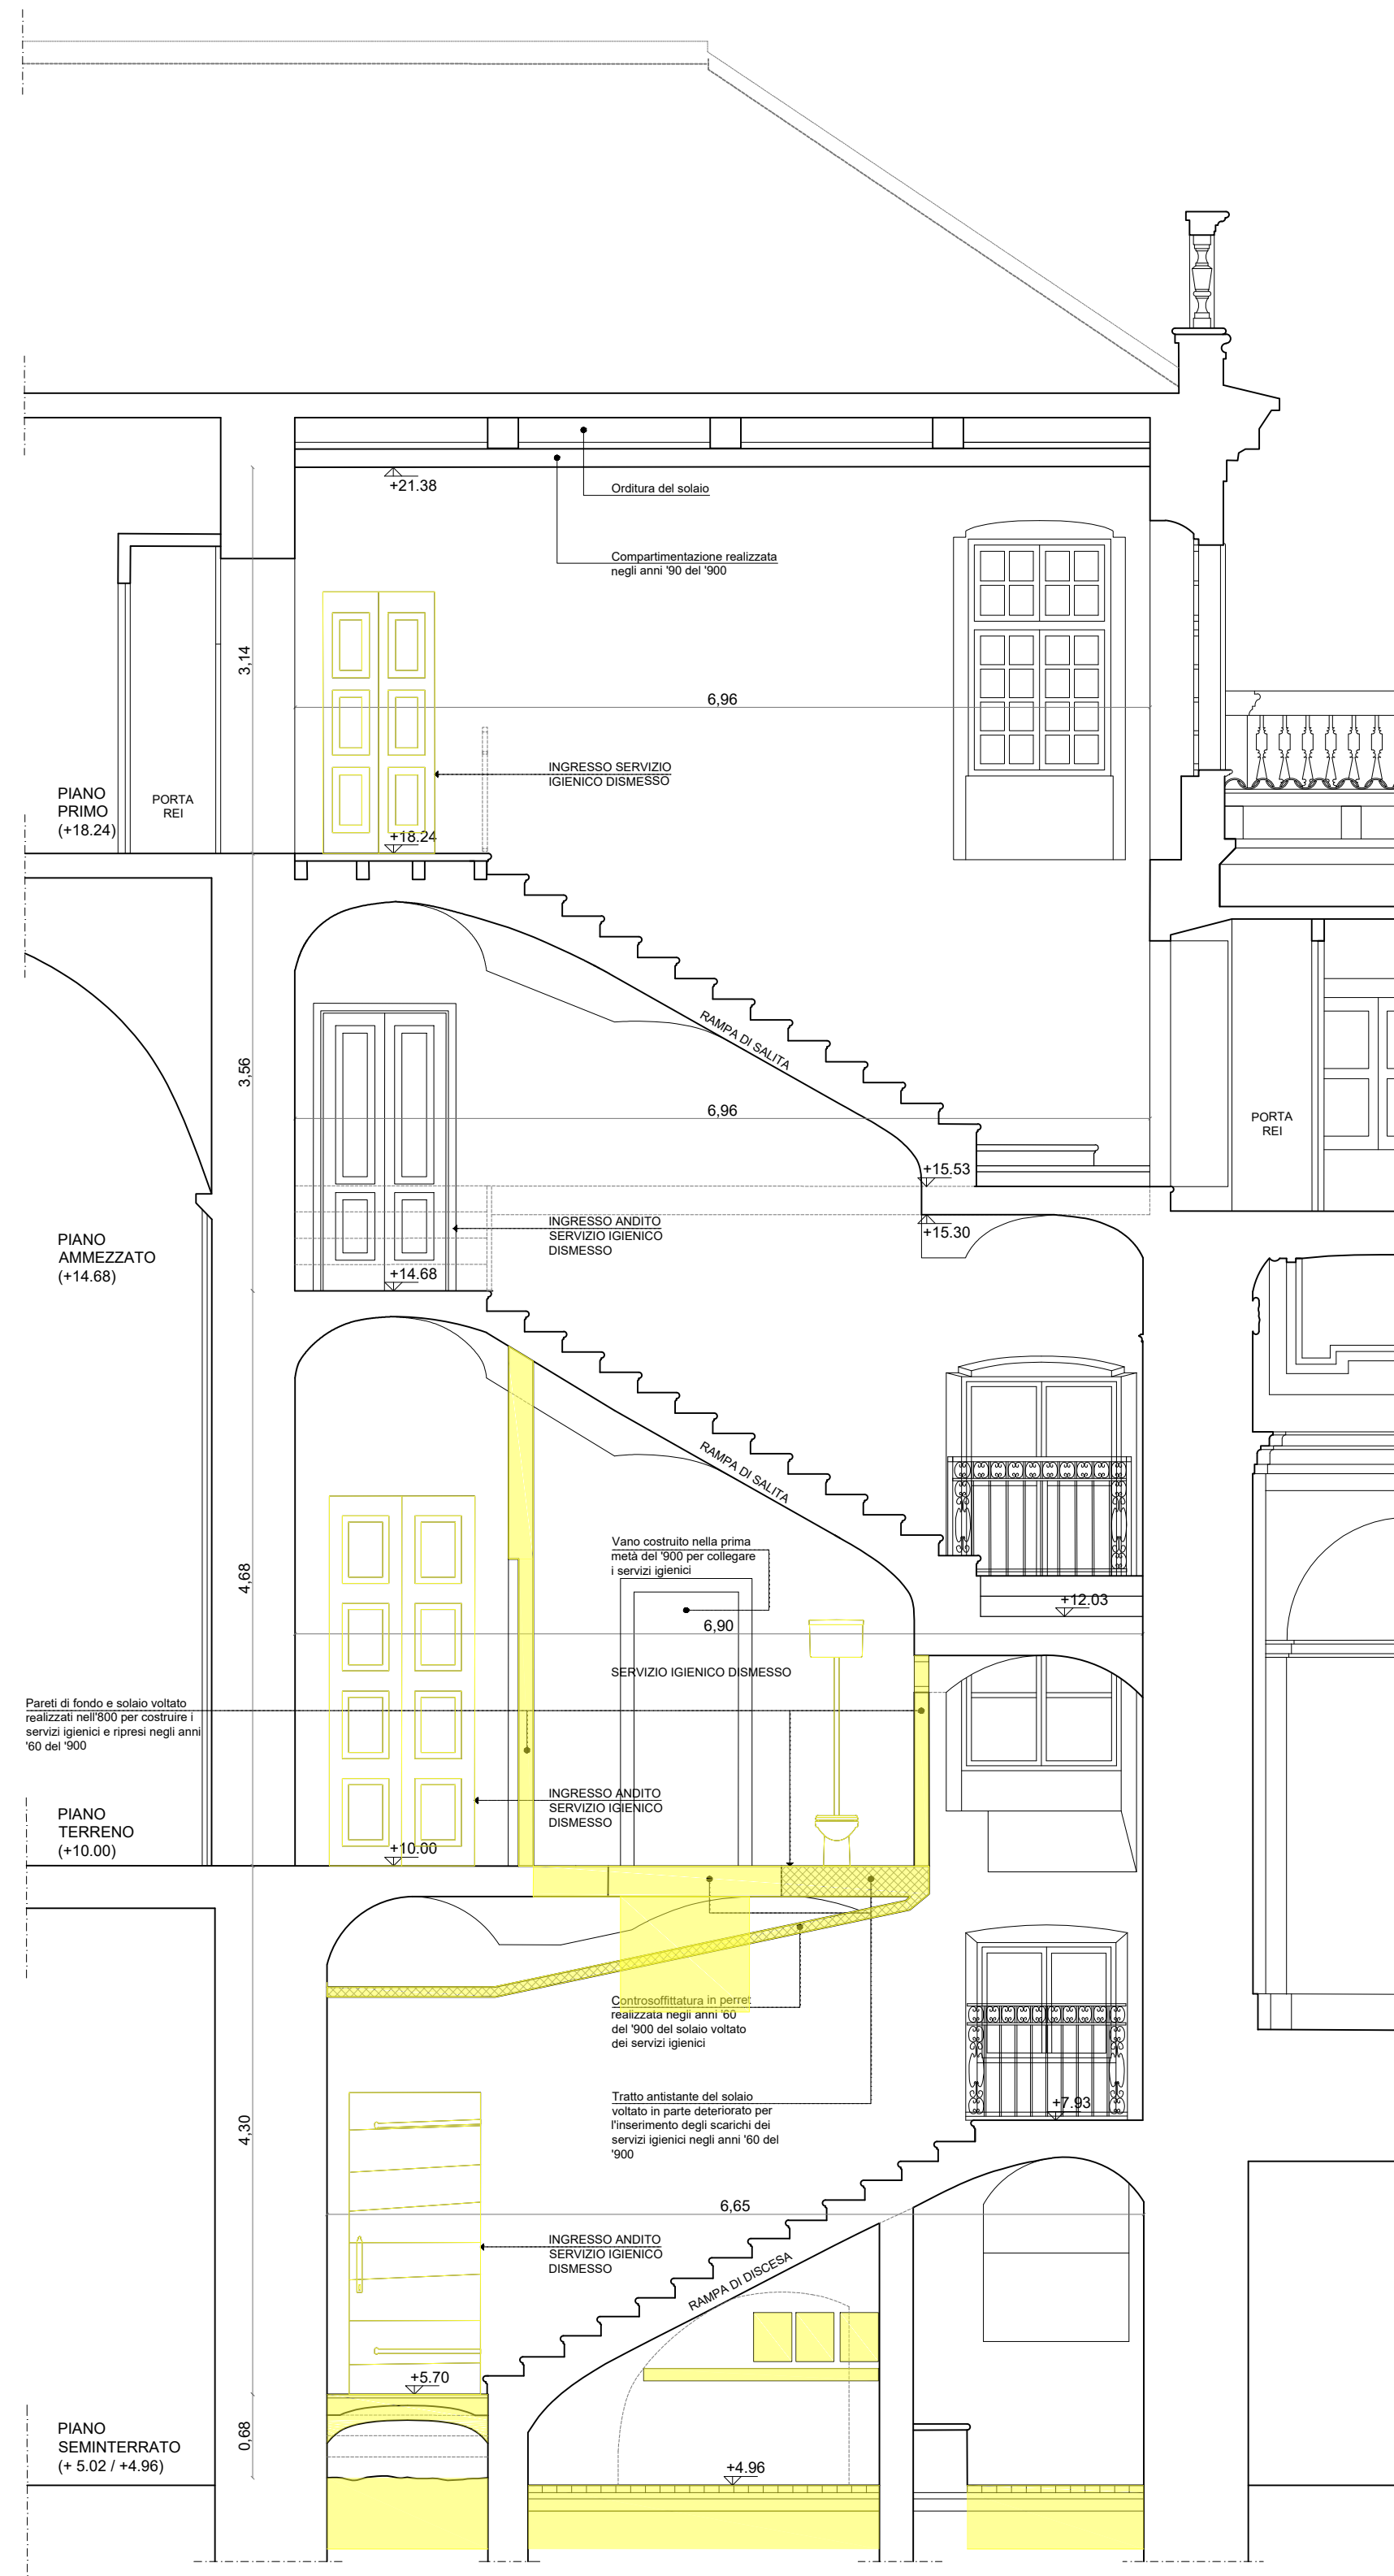 +21.38
Orditura del solaio
Compartimentazione realizzata
negli anni '90 del '900
3,14
6,96
INGRESSO SERVIZIO
IGIENICO DISMESSO
PIANO
PRIMO
(+18.24)
PORTA
REI
+18.24
RAMPA DI SALITA
3,56
6,96
PORTA
REI
+15.53
+15.30
INGRESSO ANDITO
SERVIZIO IGIENICO
DISMESSO
PIANO
AMMEZZATO
(+14.68)
+14.68
RAMPA DI SALITA
4,68
Vano costruito nella prima
metà del '900 per collegare
i servizi igienici
+12.03
6,90
SERVIZIO IGIENICO DISMESSO
Pareti di fondo e solaio voltato
realizzati nell'800 per costruire i
servizi igienici e ripresi negli anni
'60 del '900
INGRESSO ANDITO
SERVIZIO IGIENICO
DISMESSO
PIANO
TERRENO
(+10.00)
+10.00
Controsoffittatura in perret
realizzata negli anni '60
del '900 del solaio voltato
dei servizi igienici
Tratto antistante del solaio
voltato in parte deteriorato per
l'inserimento degli scarichi dei
servizi igienici negli anni '60 del
'900
+7.93
4,30
6,65
INGRESSO ANDITO
SERVIZIO IGIENICO
DISMESSO
RAMPA DI DISCESA
+5.70
0,68
PIANO
SEMINTERRATO
(+ 5.02 / +4.96)
+4.96